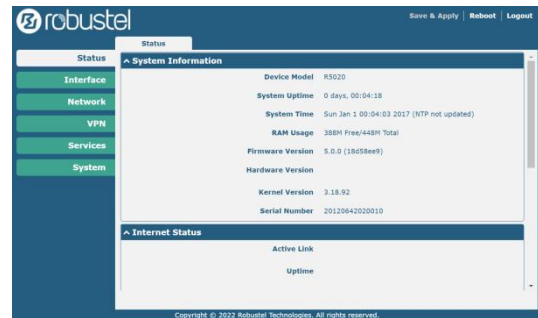 robustel
Save & Apply | Reboot | Logout
Status
Status
Interface
Network
VPN
Services
System
System Information
Device Model R5020
System Uptime 0 days, 00:04:18
System Time Sun Jan 1 00:04:03 2017 (NTP not updated)
RAM Usage 388M Free/448M Total
Firmware Version 5.0.0 (18d58ee9)
Hardware Version
Kernel Version 3.18.92
Serial Number 20120642020010
Internet Status
Active Link
Uptime
Copyright © 2022 Robustel Technologies. All rights reserved.